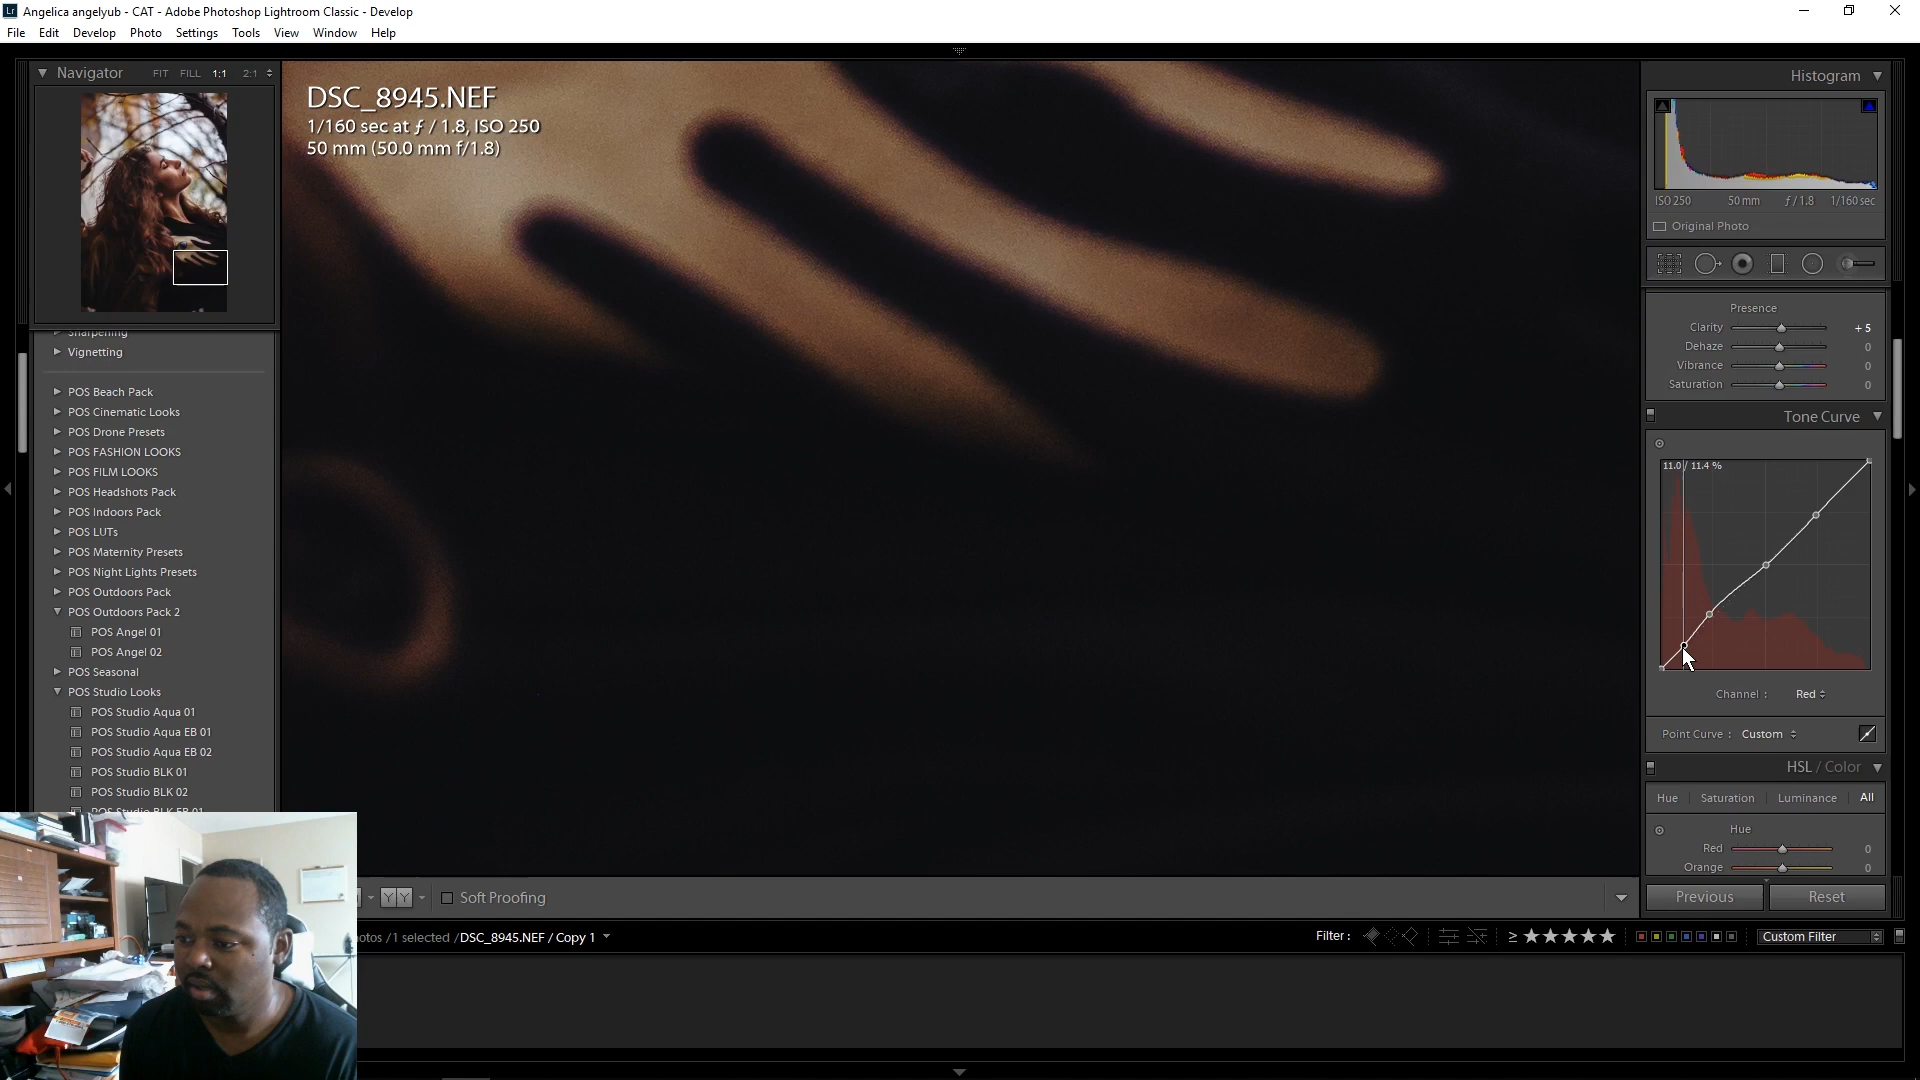 Lr Angelica angelyub - CAT - Adobe Photoshop Lightroom Classic - Develop
File Edit Develop Photo Settings Tools View Window Help
Navigator FIT FILL 1:1 2:1
Sharpening
Vignetting
POS Beach Pack
POS Cinematic Looks
POS Drone Presets
POS FASHION LOOKS
POS FILM LOOKS
POS Headshots Pack
POS Indoors Pack
POS LUTs
POS Maternity Presets
POS Night Lights Presets
POS Outdoors Pack
POS Outdoors Pack 2
POS Angel 01
POS Angel 02
POS Seasonal
POS Studio Looks
POS Studio Aqua 01
POS Studio Aqua EB 01
POS Studio Aqua EB 02
POS Studio BLK 01
POS Studio BLK 02
POS Studio BLK EB 01
DSC_8945.NEF
1/160 sec at ƒ / 1.8, ISO 250
50 mm (50.0 mm f/1.8)
Histogram
ISO 250 50 mm ƒ / 1.8 1/160 sec
Original Photo
Presence
Clarity + 5
Dehaze 0
Vibrance 0
Saturation 0
Tone Curve
11.0 / 11.4 %
Channel : Red
Point Curve : Custom
HSL / Color
Hue Saturation Luminance All
Hue
Red 0
Orange 0
Previous Reset
YY Soft Proofing
/1 selected /DSC_8945.NEF / Copy 1
Filter : ≥ ★★★★★ Custom Filter